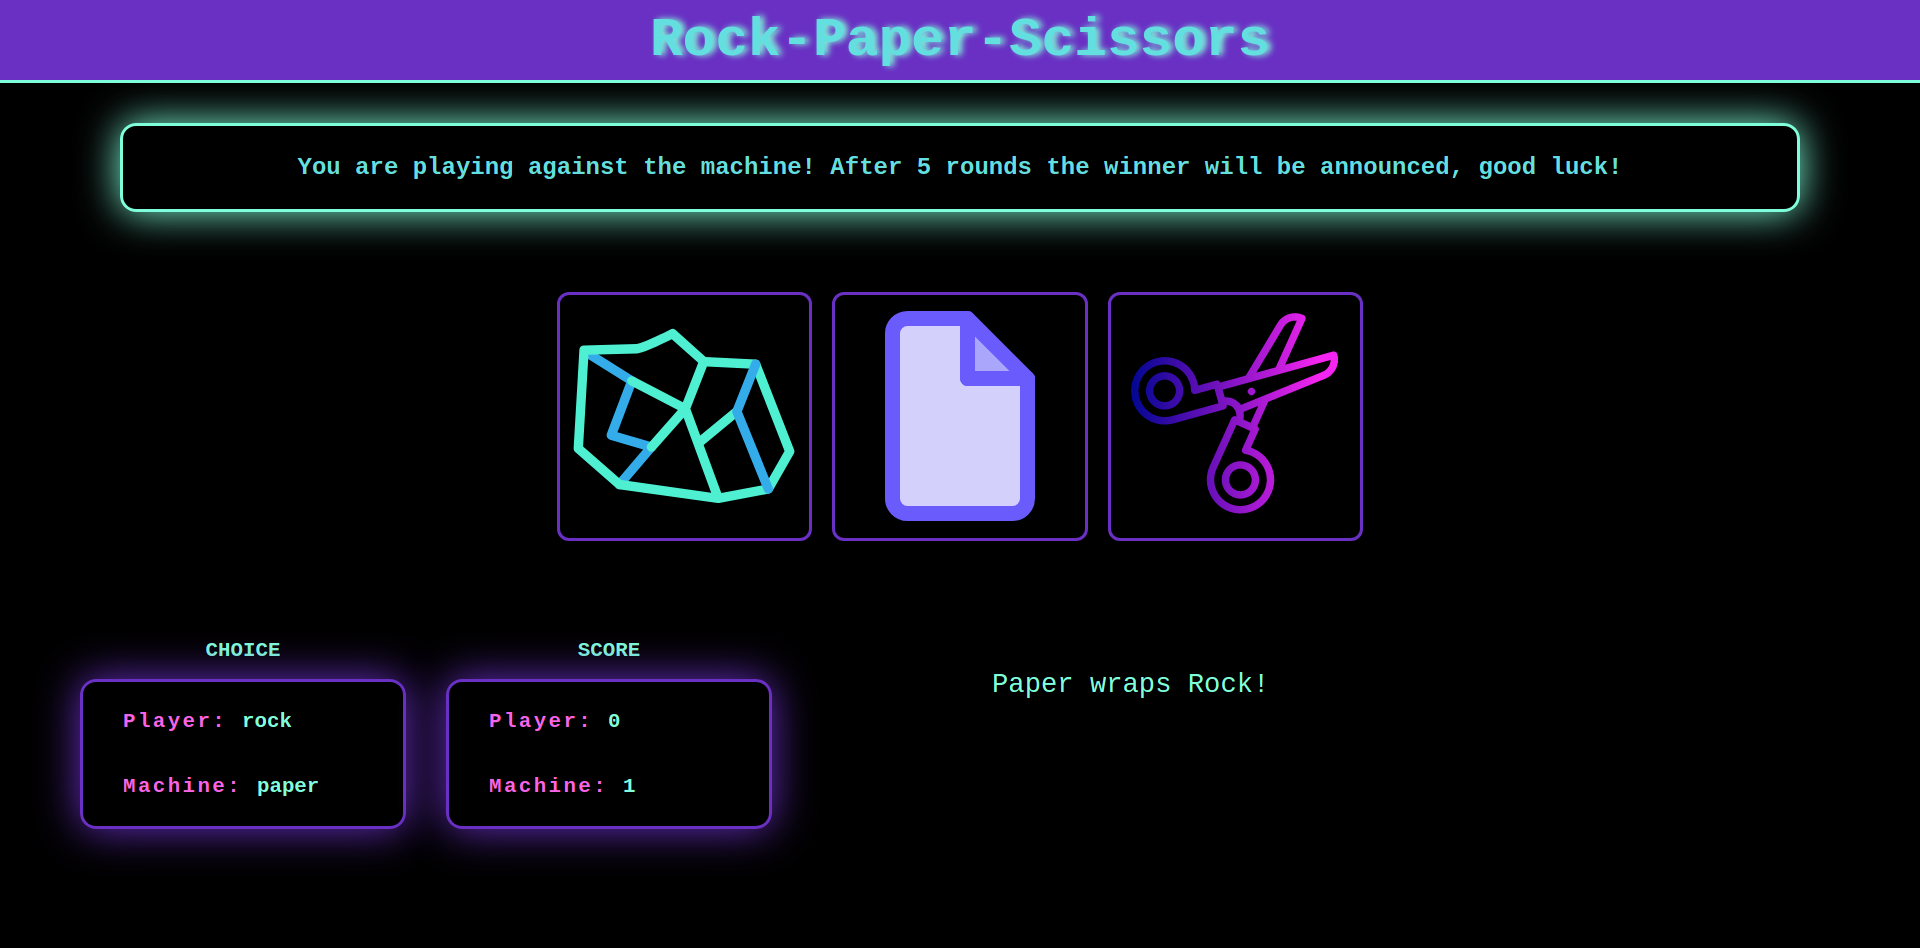 Rock-Paper-Scissors
You are playing against the machine! After 5 rounds the winner will be announced, good luck!
CHOICE
Player: rock
Machine: paper
SCORE
Player: 0
Machine: 1
Paper wraps Rock!